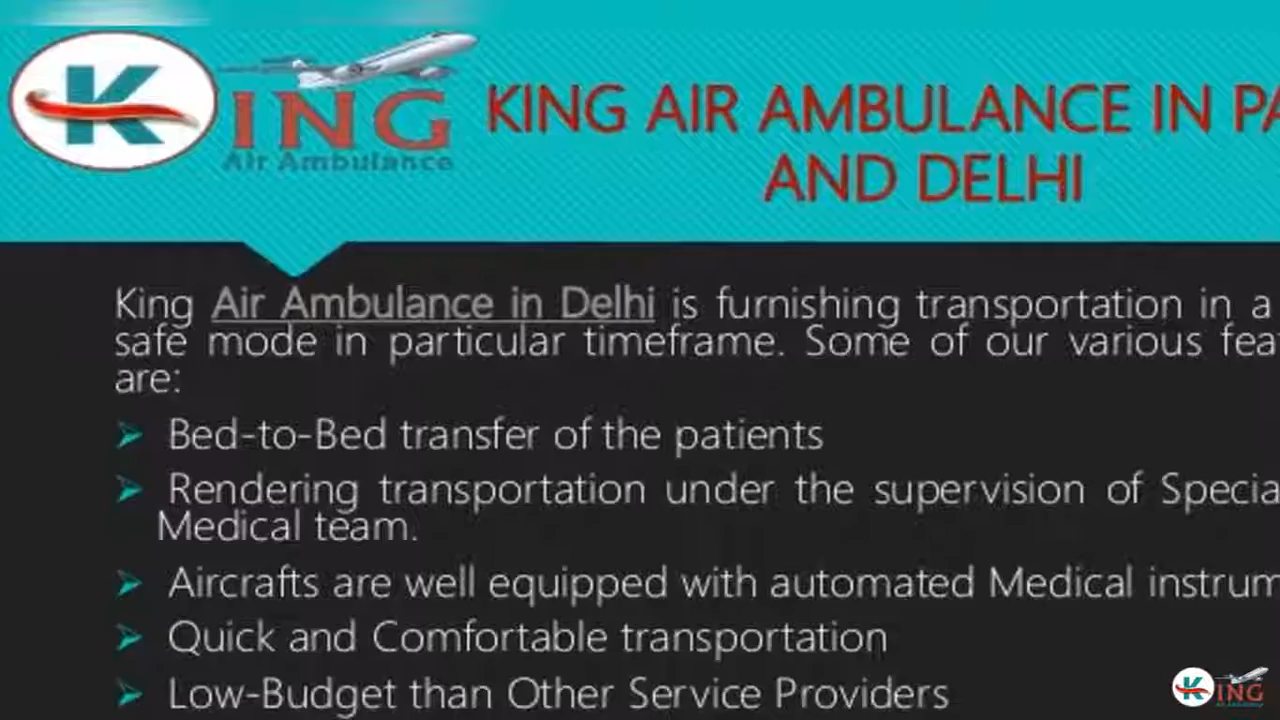 KING
Air Ambulance
KING AIR AMBULANCE IN
AND DELHI
King Air Ambulance in Delhi is furnishing transportation in a
safe mode in particular timeframe. Some of our various
are:
Bed-to-Bed transfer of the patients
Rendering transportation under the supervision of
Medical team.
Aircrafts are well equipped with automated Medical
Quick and Comfortable transportation
Low-Budget than Other Service Providers
KING